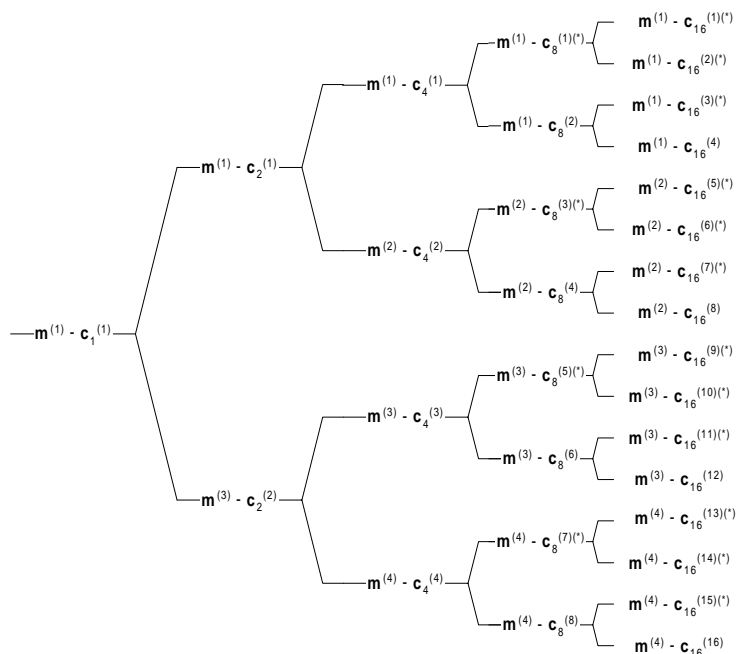 m(1) - c16(1)(*)
m(1) - c8(1)(*)
m(1) - c16(2)(*)
m(1) - c4(1)
m(1) - c16(3)(*)
m(1) - c8(2)
m(1) - c16(4)
m(1) - c2(1)
m(2) - c16(5)(*)
m(2) - c8(3)(*)
m(2) - c16(6)(*)
m(2) - c4(2)
m(2) - c16(7)(*)
m(2) - c8(4)
m(2) - c16(8)
m(1) - c1(1)
m(3) - c16(9)(*)
m(3) - c8(5)(*)
m(3) - c16(10)(*)
m(3) - c4(3)
m(3) - c16(11)(*)
m(3) - c8(6)
m(3) - c16(12)
m(3) - c2(2)
m(4) - c16(13)(*)
m(4) - c8(7)(*)
m(4) - c16(14)(*)
m(4) - c4(4)
m(4) - c16(15)(*)
m(4) - c8(8)
m(4) - c16(16)